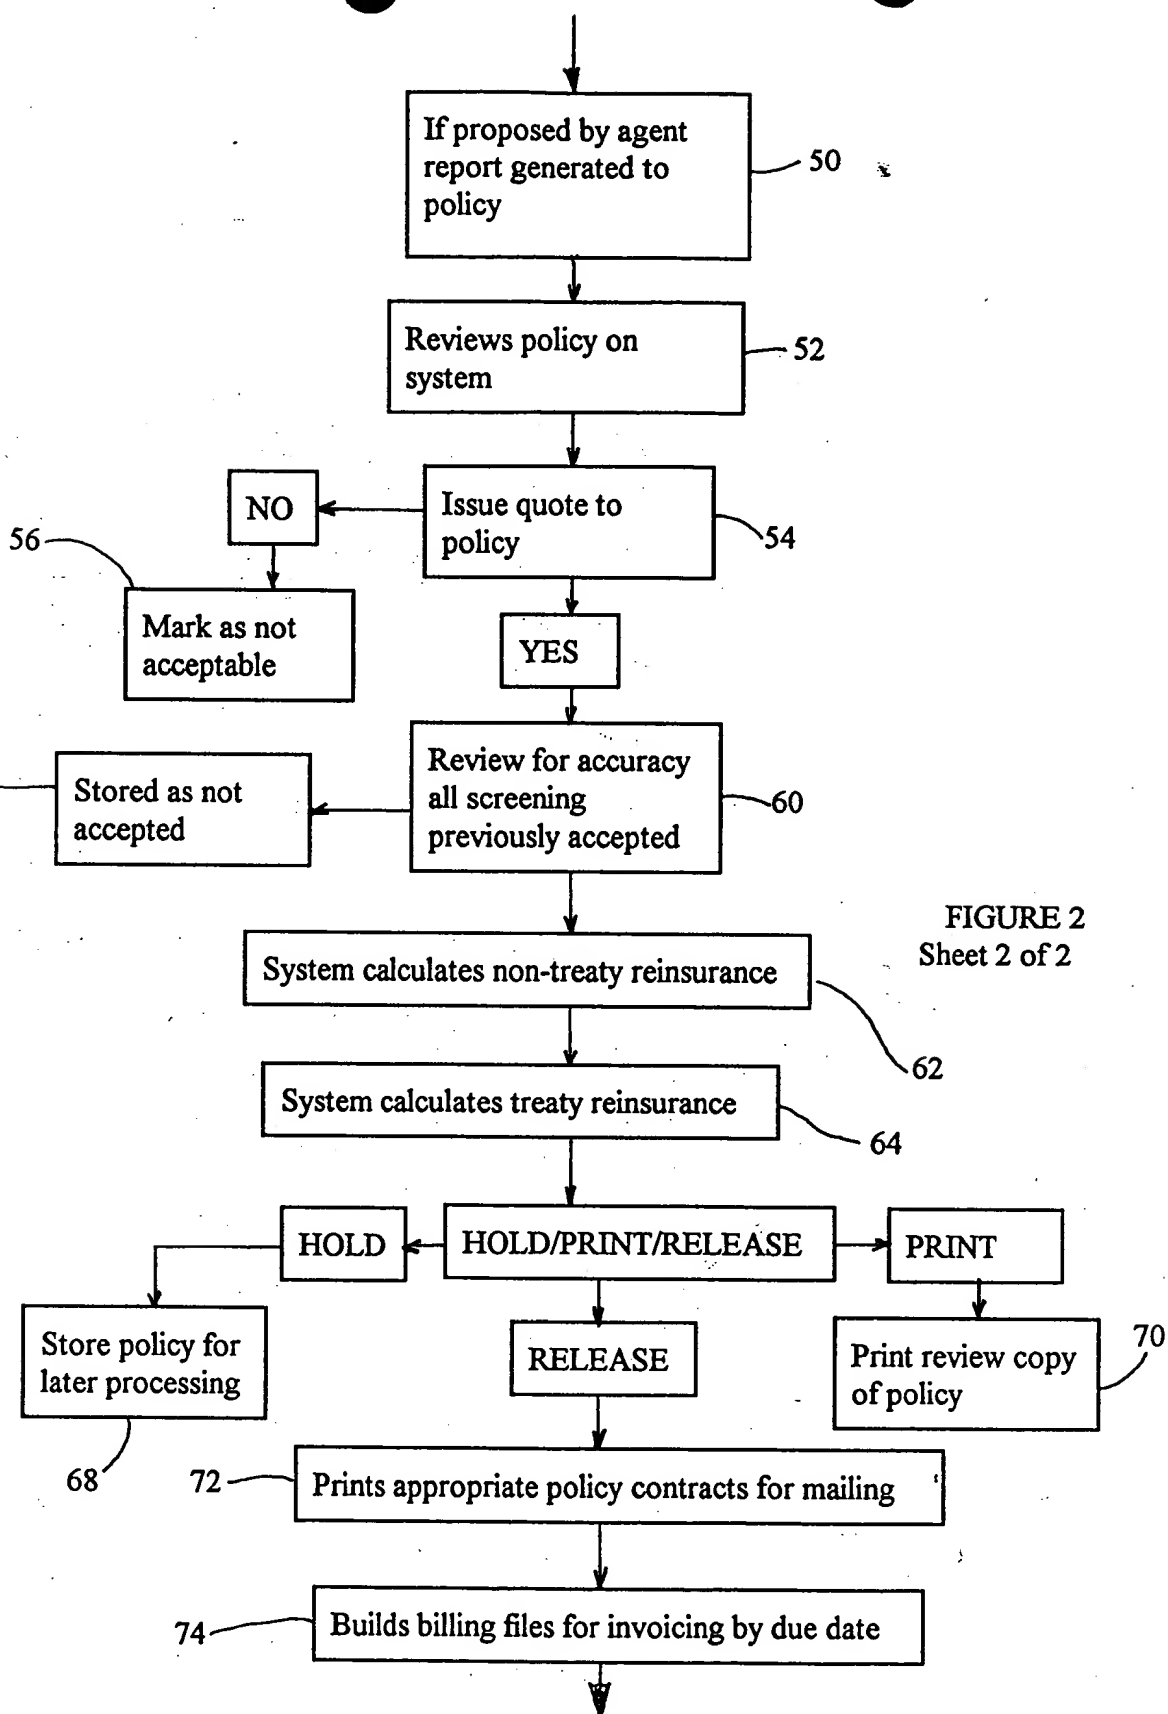 If proposed by agent
report generated to
policy
50
Reviews policy on
system
52
NO
Issue quote to
policy
54
56
Mark as not
acceptable
YES
Stored as not
accepted
Review for accuracy
all screening
previously accepted
60
FIGURE 2
Sheet 2 of 2
System calculates non-treaty reinsurance
62
System calculates treaty reinsurance
64
HOLD
HOLD/PRINT/RELEASE
PRINT
Store policy for
later processing
68
RELEASE
Print review copy
of policy
70
72
Prints appropriate policy contracts for mailing
74
Builds billing files for invoicing by due date